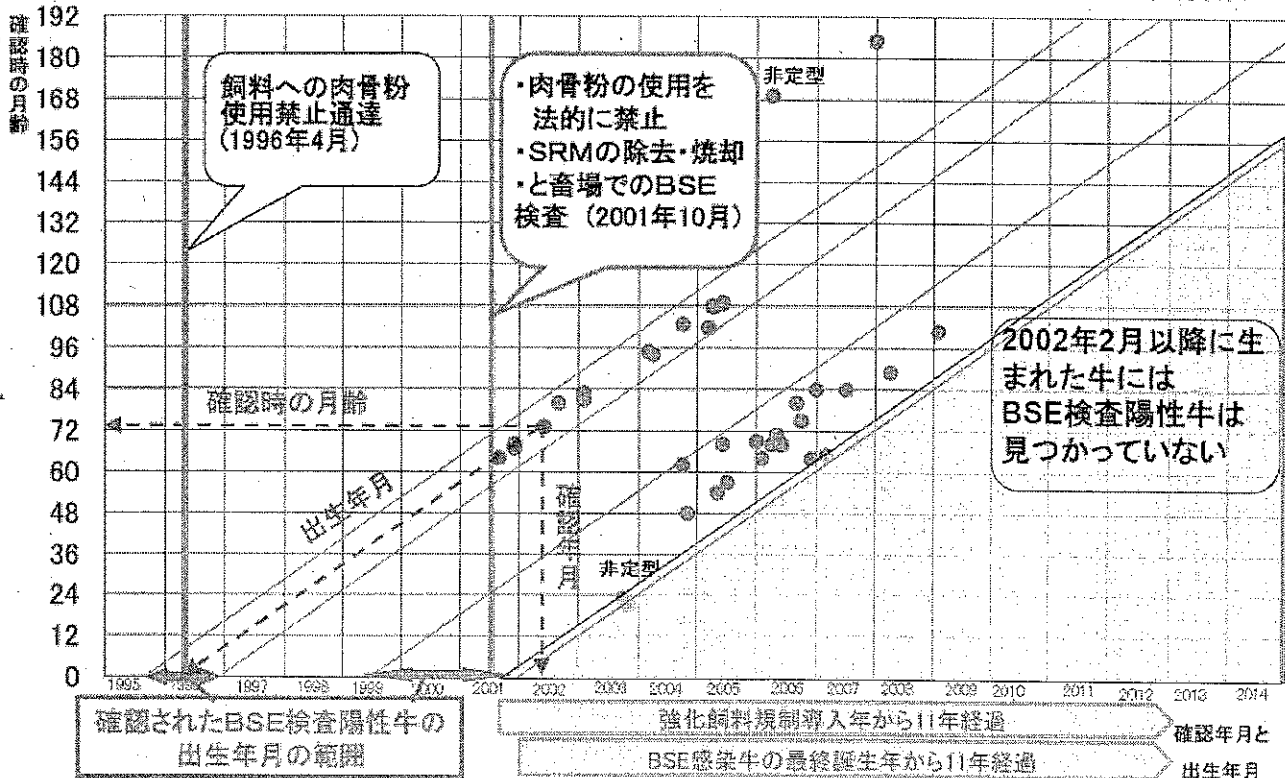 確認時の月齢
192
180
168
156
144
132
120
108
96
84
72
60
48
36
24
12
0
飼料への肉骨粉
使用禁止通達
(1996年4月)
・肉骨粉の使用を
法的に禁止
・SRMの除去・焼却
・と畜場でのBSE
検査 (2001年10月)
非定型
確認時の月齢
出生年月
確認年月
非定型
2002年2月以降に生
まれた牛には
BSE検査陽性牛は
見つかっていない
1995 1996 1997 1998 1999 2000 2001 2002 2003 2004 2005 2006 2007 2008 2009 2010 2011 2012 2013 2014
確認されたBSE検査陽性牛の
出生年月の範囲
強化飼料規制導入年から11年経過
BSE感染牛の最終誕生年から11年経過
確認年月と
出生年月